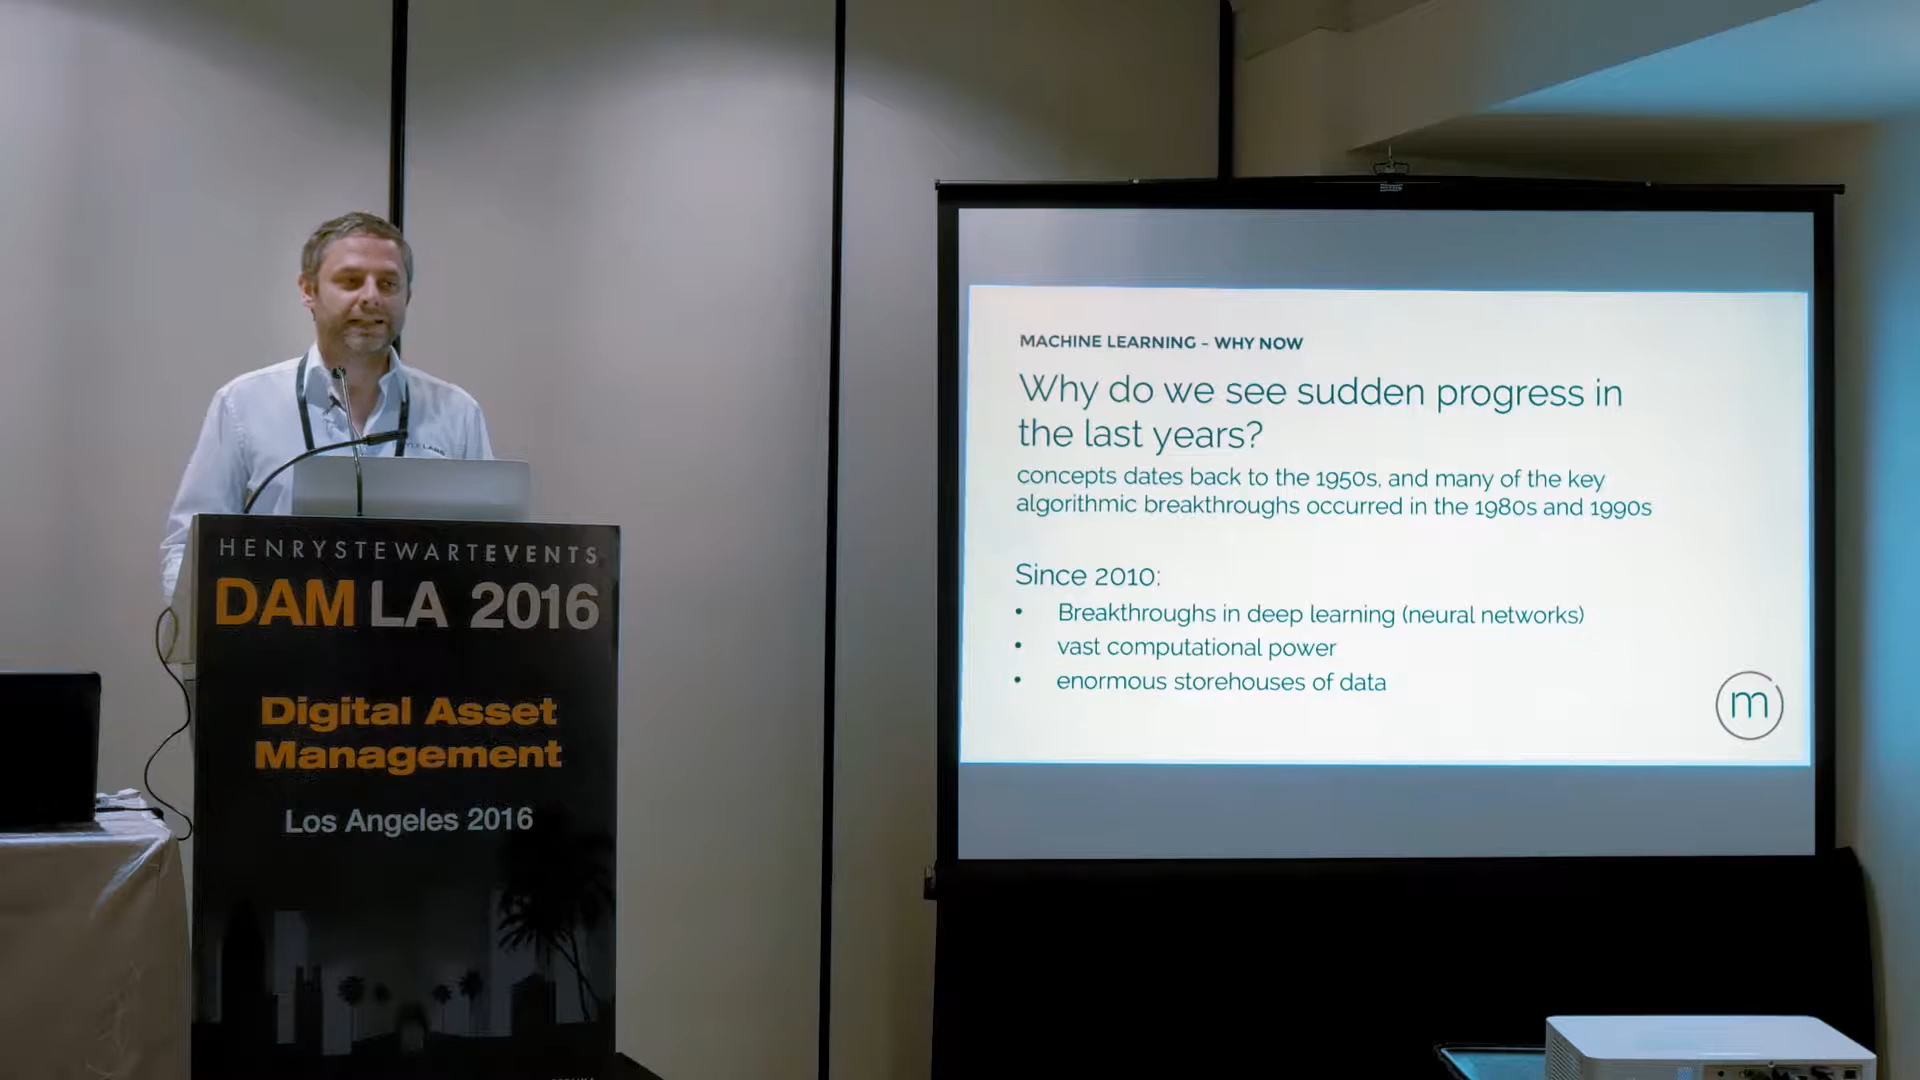 HENRYSTEWARTEVENTS
DAM LA 2016
Digital Asset
Management
Los Angeles 2016
MACHINE LEARNING - WHY NOW
Why do we see sudden progress in
the last years?
concepts dates back to the 1950s, and many of the key
algorithmic breakthroughs occurred in the 1980s and 1990s
Since 2010:
• Breakthroughs in deep learning (neural networks)
• vast computational power
• enormous storehouses of data
m